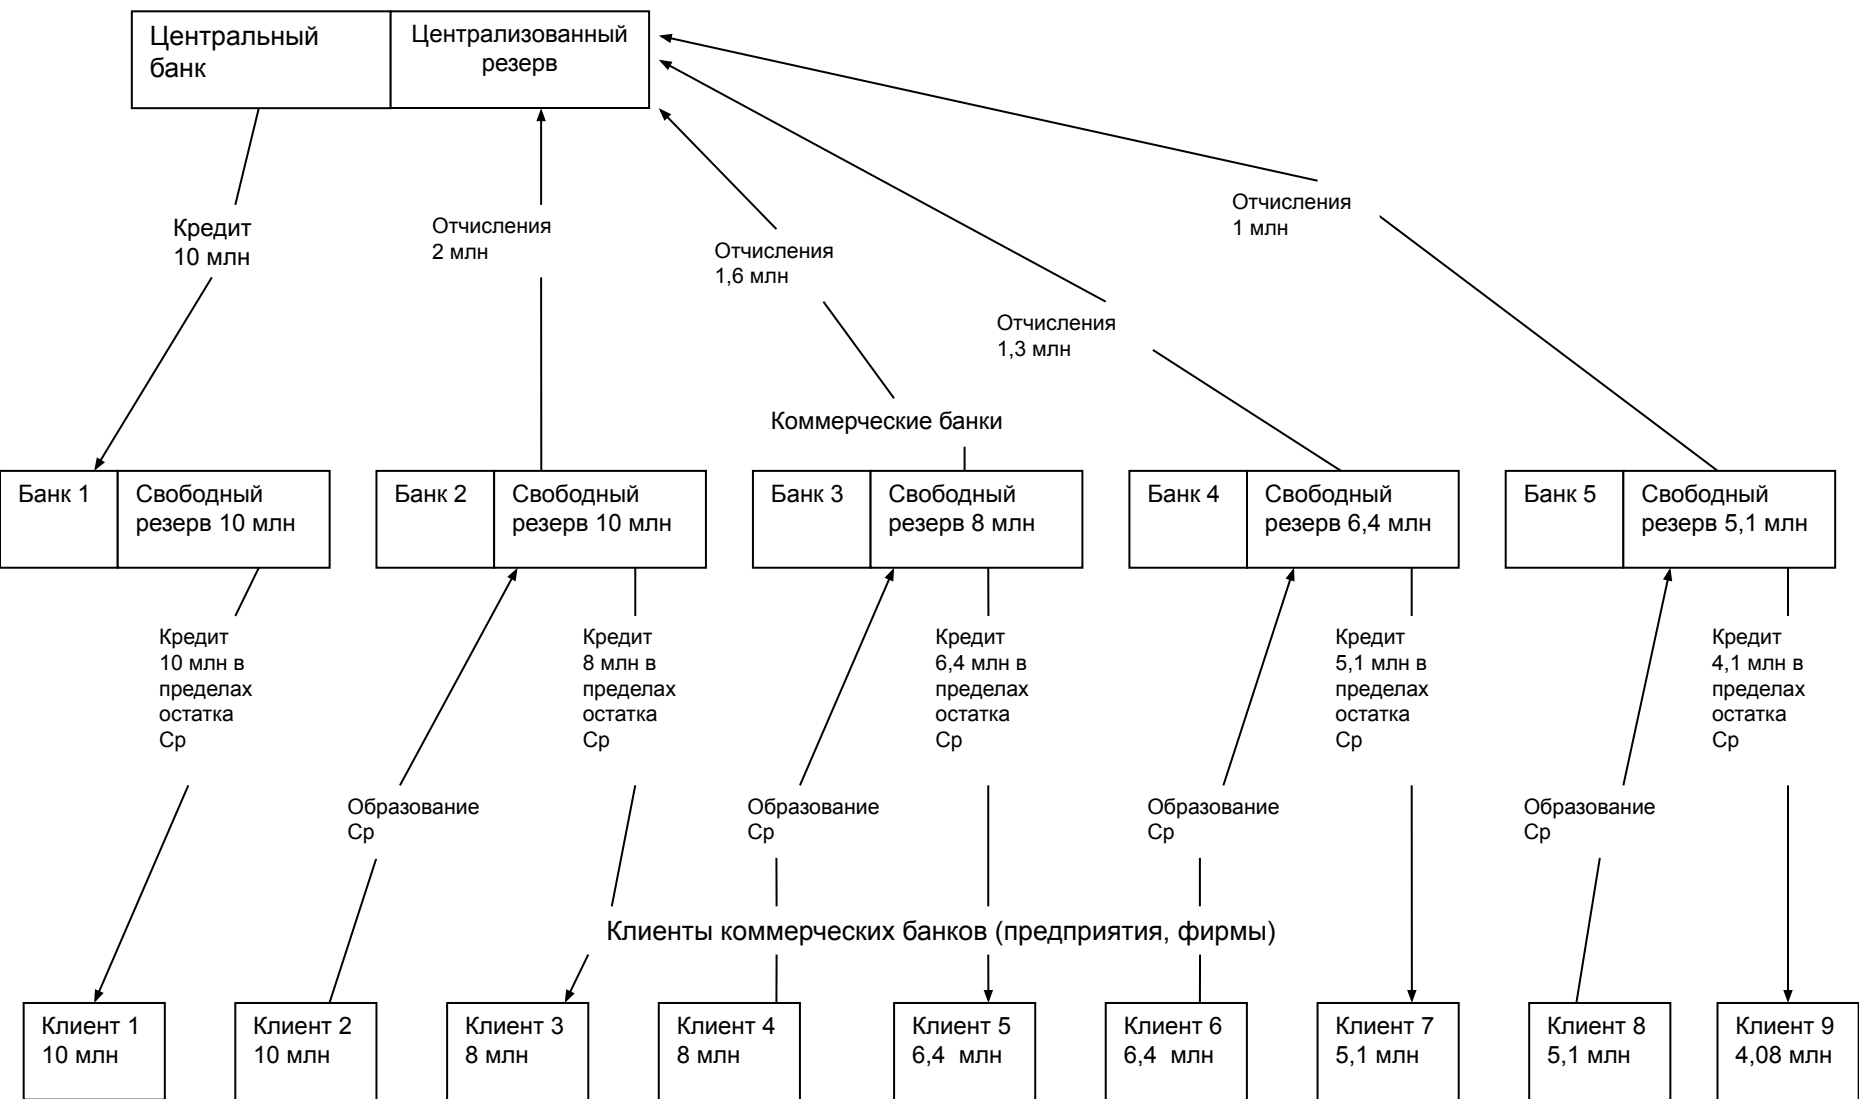 Центральный
банк
Централизованный
резерв
Кредит
10 млн
Отчисления
2 млн
Отчисления
1,6 млн
Отчисления
1,3 млн
Отчисления
1 млн
Коммерческие банки
Банк 1
Свободный
резерв 10 млн
Банк 2
Свободный
резерв 10 млн
Банк 3
Свободный
резерв 8 млн
Банк 4
Свободный
резерв 6,4 млн
Банк 5
Свободный
резерв 5,1 млн
Кредит
10 млн в
пределах
остатка
Ср
Кредит
8 млн в
пределах
остатка
Ср
Кредит
6,4 млн в
пределах
остатка
Ср
Кредит
5,1 млн в
пределах
остатка
Ср
Кредит
4,1 млн в
пределах
остатка
Ср
Образование
Ср
Образование
Ср
Образование
Ср
Образование
Ср
Клиенты коммерческих банков (предприятия, фирмы)
Клиент 1
10 млн
Клиент 2
10 млн
Клиент 3
8 млн
Клиент 4
8 млн
Клиент 5
6,4 млн
Клиент 6
6,4 млн
Клиент 7
5,1 млн
Клиент 8
5,1 млн
Клиент 9
4,08 млн